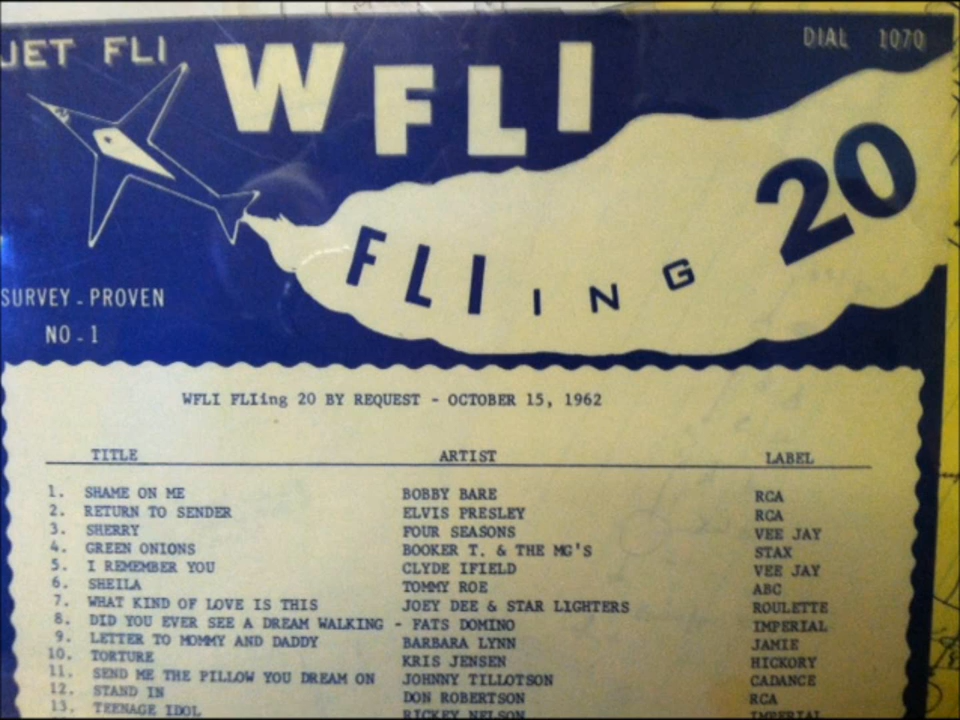 JET FLI
WFLI
DIAL 1070
FLIING 20
SURVEY-PROVEN
NO-1
WFLI FLIing 20 BY REQUEST - OCTOBER 15, 1962
TITLE ARTIST LABEL
1. SHAME ON ME BOBBY BARE RCA
2. RETURN TO SENDER ELVIS PRESLEY RCA
3. SHERRY FOUR SEASONS VEE JAY
4. GREEN ONIONS BOOKER T. & THE MG'S STAX
5. I REMEMBER YOU CLYDE IFIELD VEE JAY
6. SHEILA TOMMY ROE ABC
7. WHAT KIND OF LOVE IS THIS JOEY DEE & STAR LIGHTERS ROULETTE
8. DID YOU EVER SEE A DREAM WALKING - FATS DOMINO IMPERIAL
9. LETTER TO MOMMY AND DADDY BARBARA LYNN JAMIE
10. TORTURE KRIS JENSEN HICKORY
11. SEND ME THE PILLOW YOU DREAM ON JOHNNY TILLOTSON CADANCE
12. STAND IN DON ROBERTSON RCA
13. TEENAGE IDOL RICKEY NELSON IMPERIAL